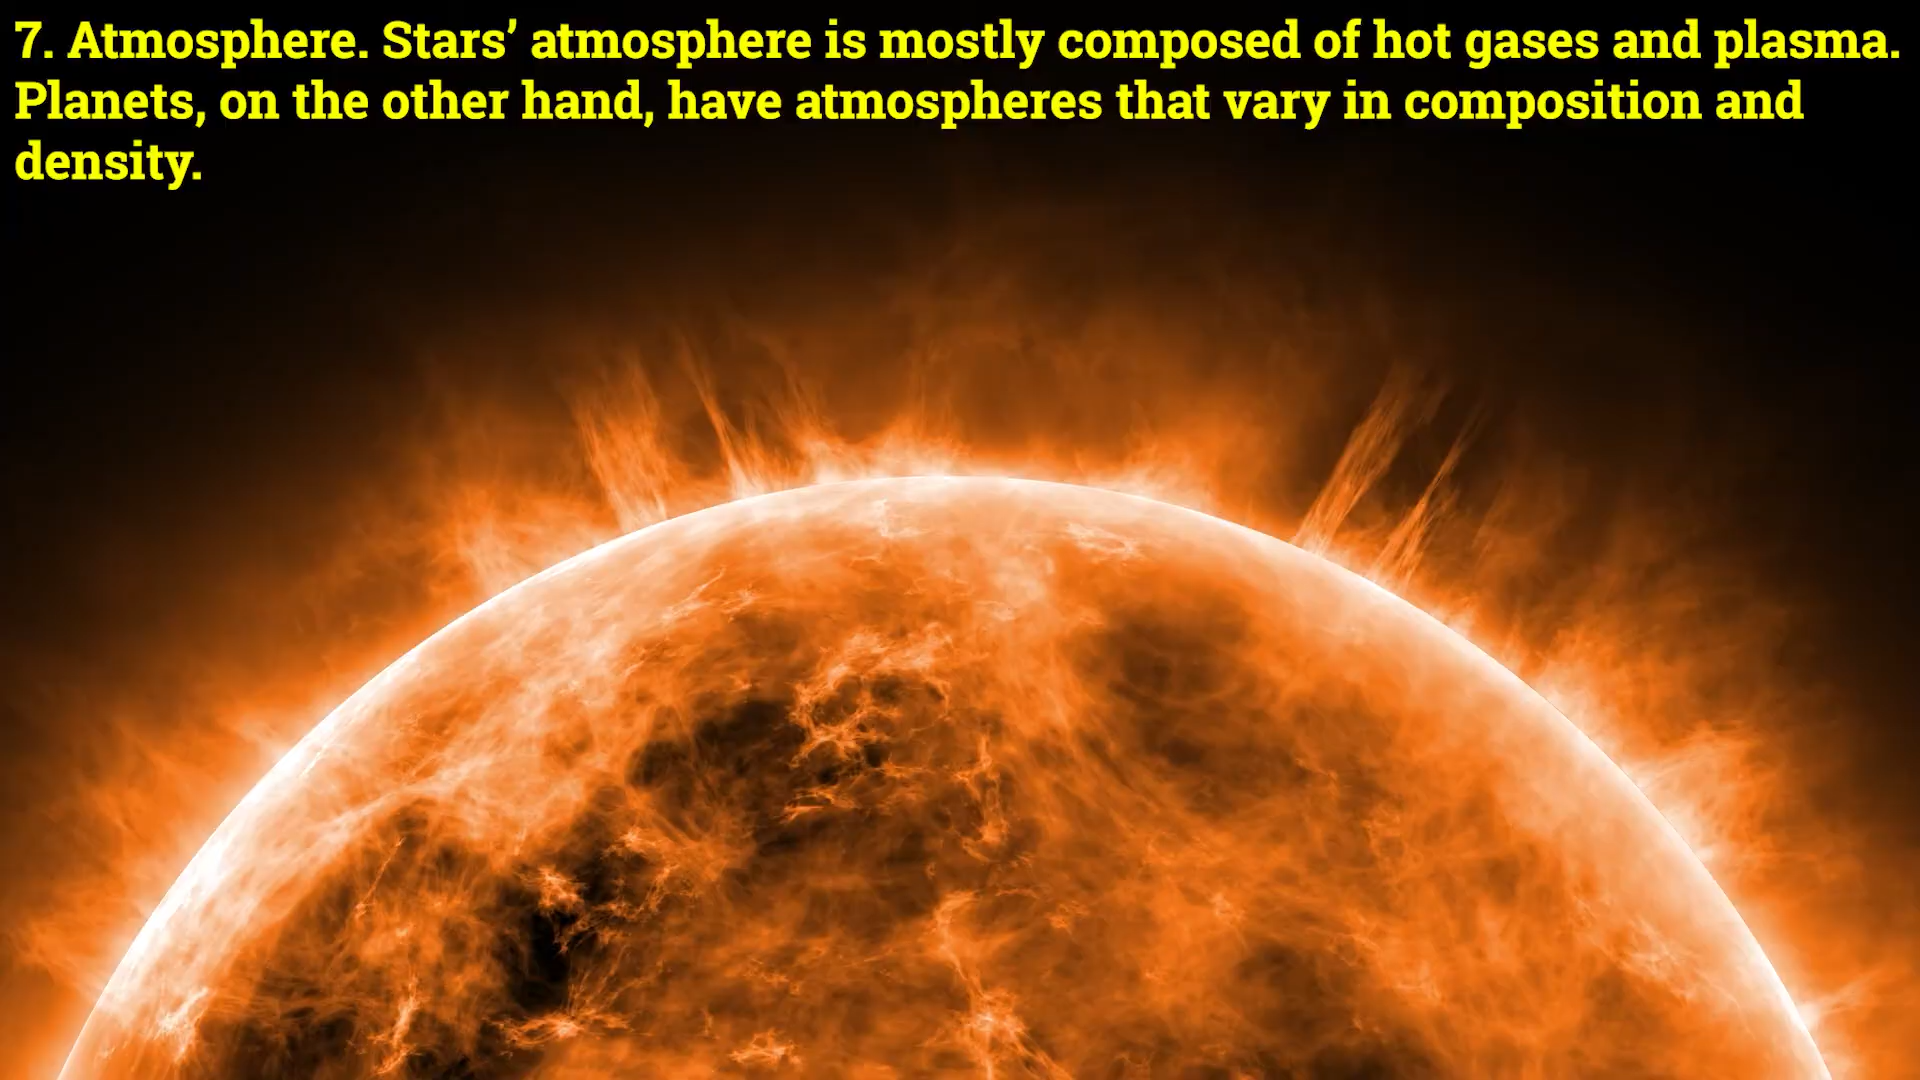 7. Atmosphere. Stars’ atmosphere is mostly composed of hot gases and plasma.
Planets, on the other hand, have atmospheres that vary in composition and
density.